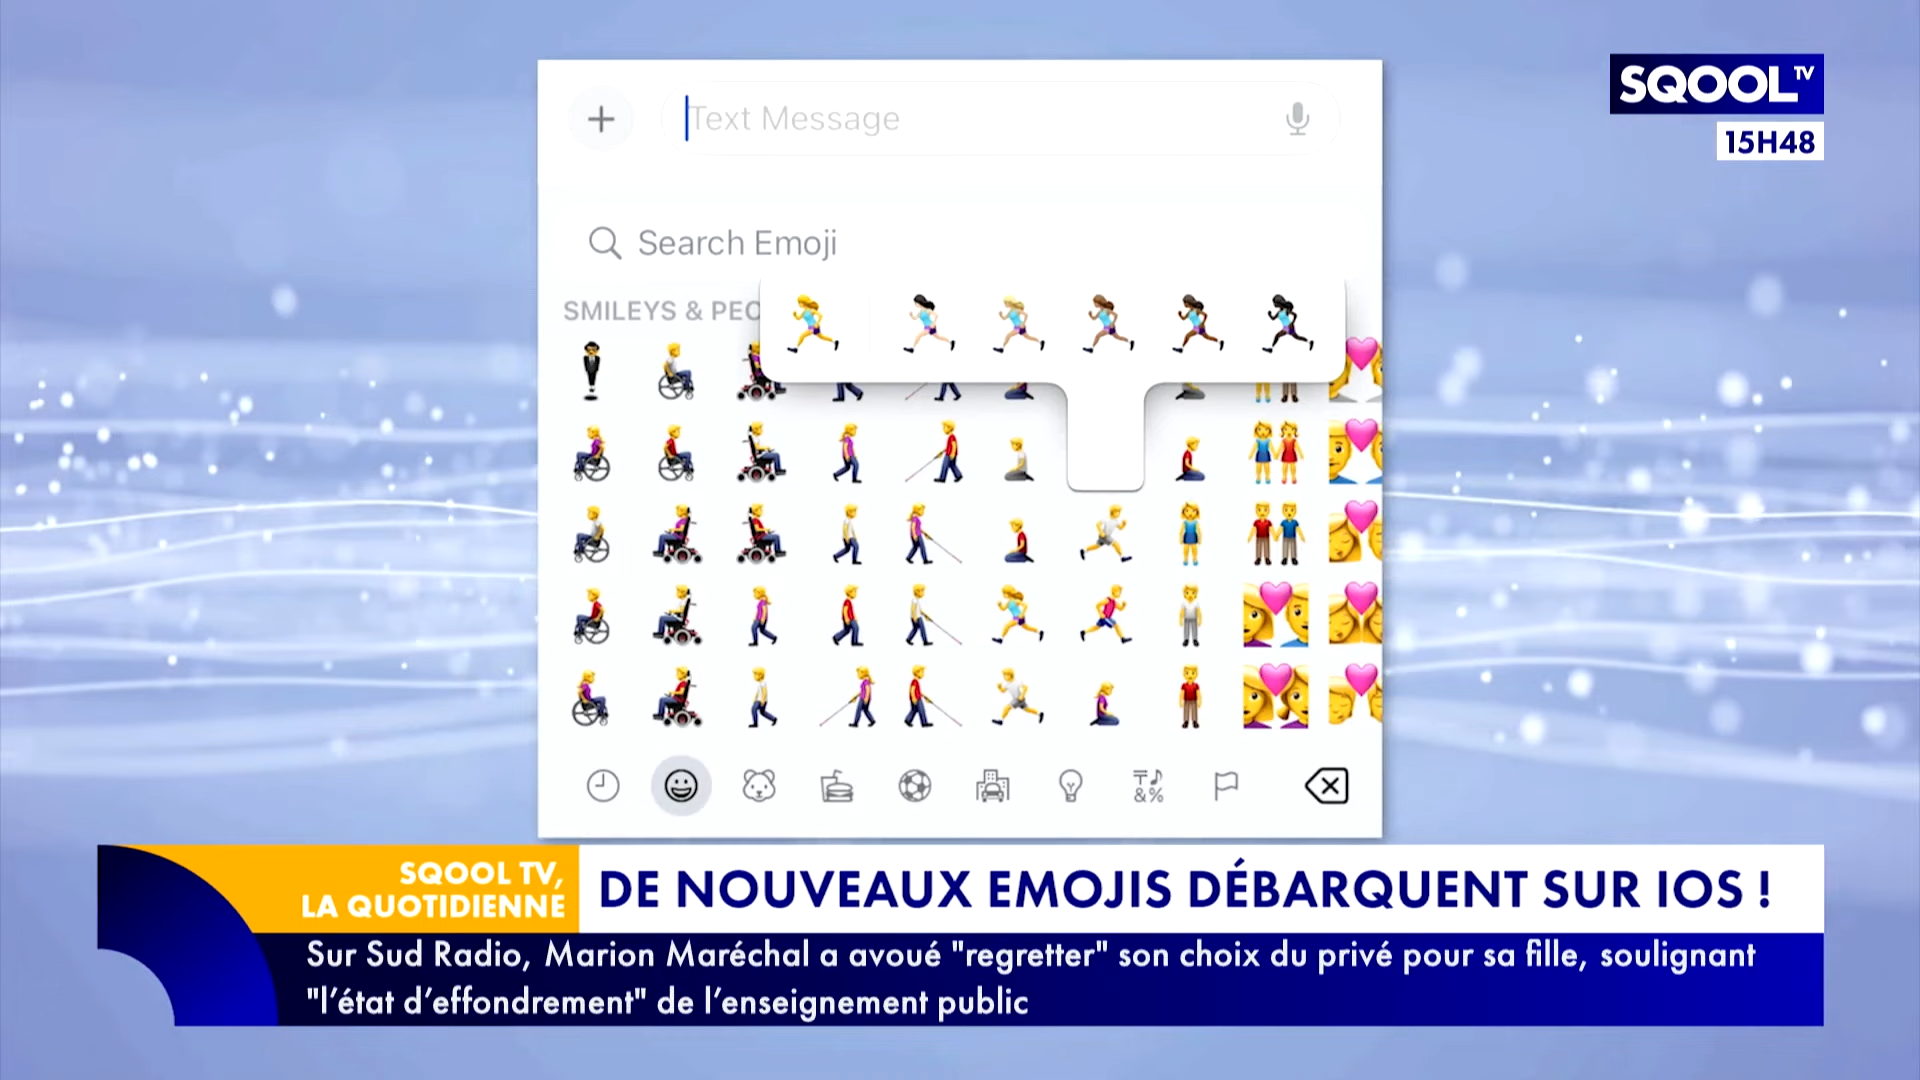 SQOOL TV
15H48
Text Message
Search Emoji
SMILEYS & PEO
&%
SQOOL TV,
LA QUOTIDIENNE
DE NOUVEAUX EMOJIS DÉBARQUENT SUR IOS !
Sur Sud Radio, Marion Maréchal a avoué "regretter" son choix du privé pour sa fille, soulignant
"l'état d'effondrement" de l'enseignement public